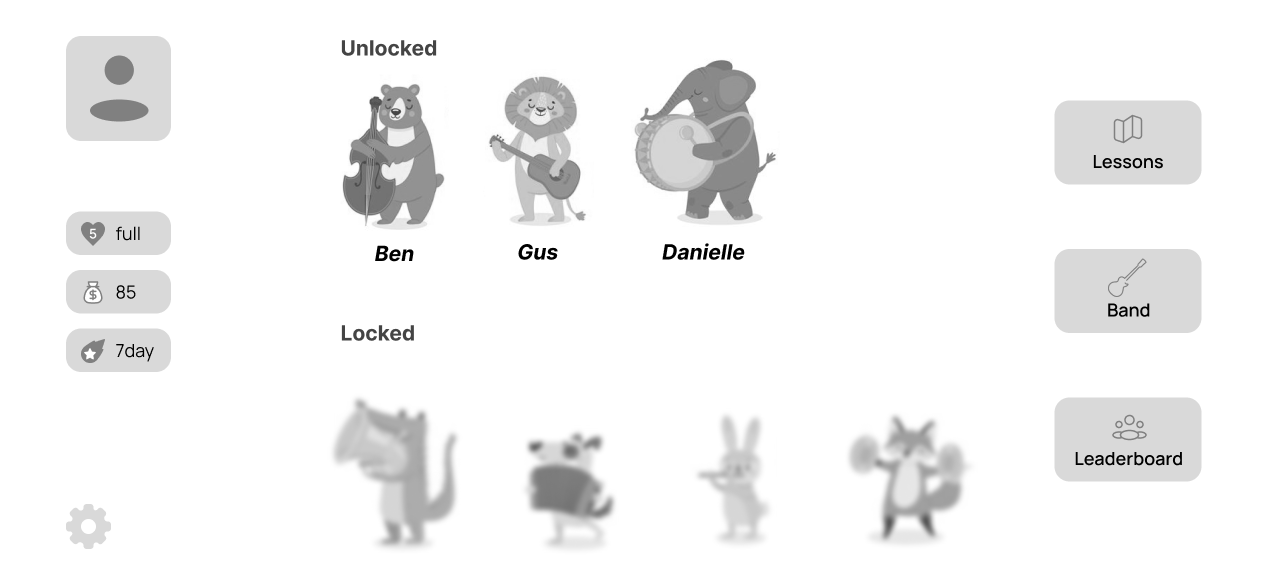 Unlocked
Ben
Gus
Danielle
5 full
$ 85
7day
Locked
Lessons
Band
Leaderboard